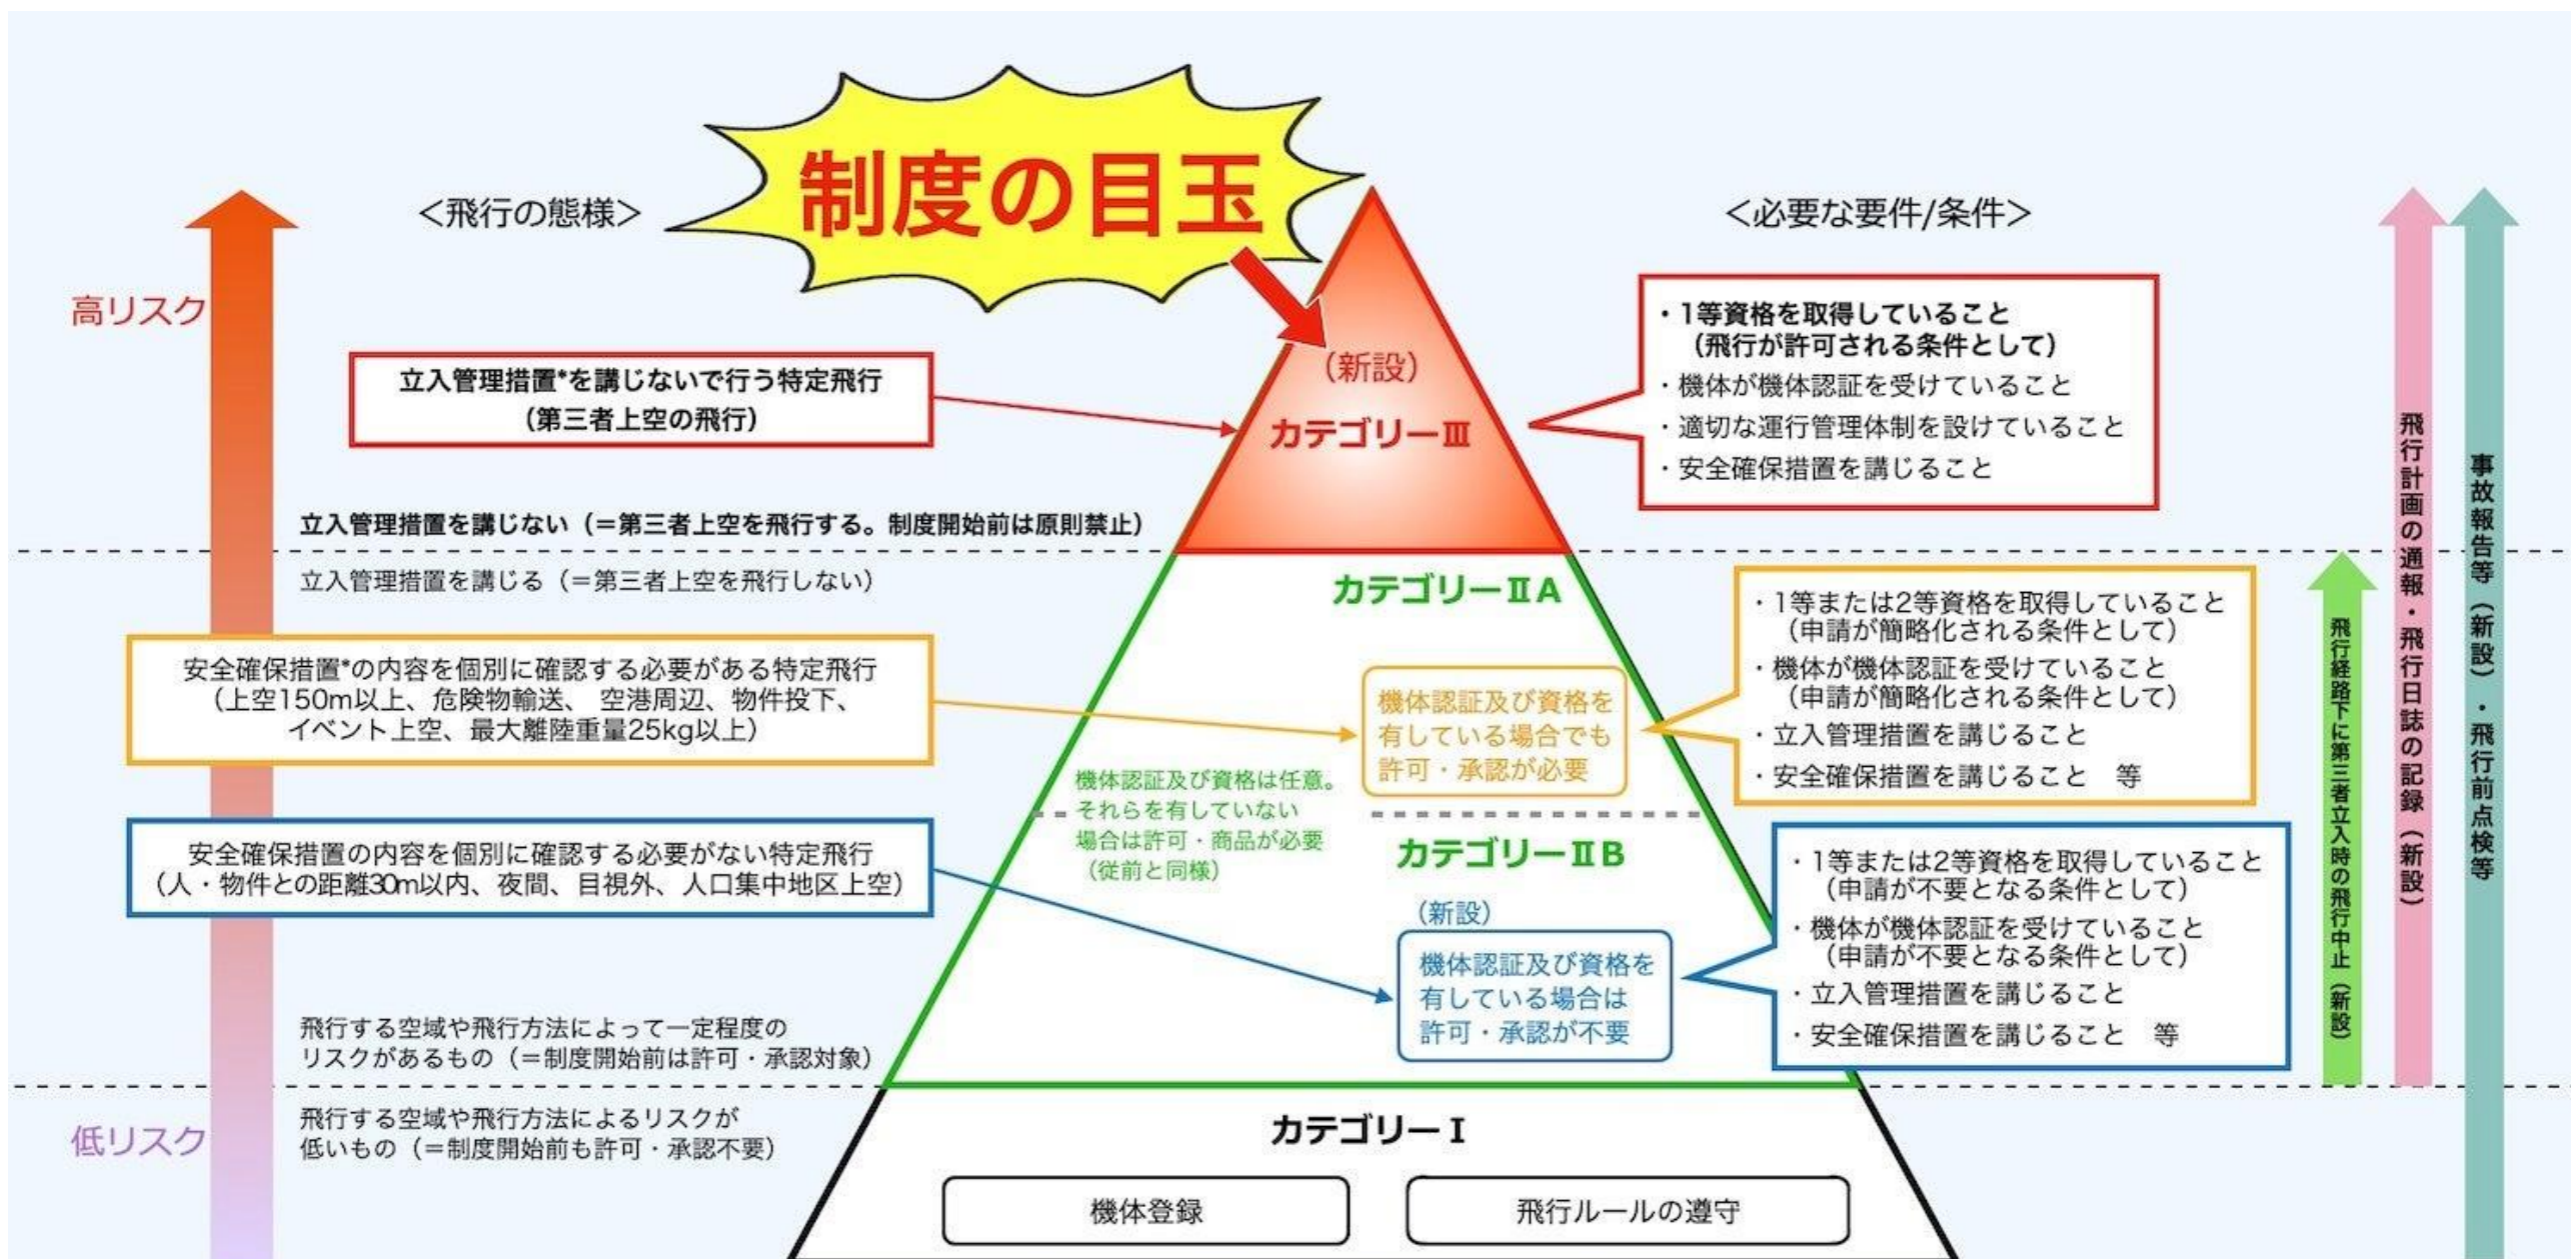 制度の目玉
＜飛行の態様＞
＜必要な要件/条件＞
高リスク
立入管理措置*を講じないで行う特定飛行
（第三者上空の飛行）
（新設）
カテゴリーⅢ
・1等資格を取得していること
（飛行が許可される条件として）
・機体が機体認証を受けていること
・適切な運行管理体制を設けていること
・安全確保措置を講じること
立入管理措置を講じない（＝第三者上空を飛行する。制度開始前は原則禁止）
立入管理措置を講じる（＝第三者上空を飛行しない）
カテゴリーⅡA
安全確保措置*の内容を個別に確認する必要がある特定飛行
（上空150m以上、危険物輸送、 空港周辺、物件投下、
イベント上空、最大離陸重量25kg以上）
機体認証及び資格を
有している場合でも
許可・承認が必要
・1等または2等資格を取得していること
（申請が簡略化される条件として）
・機体が機体認証を受けていること
（申請が簡略化される条件として）
・立入管理措置を講じること
・安全確保措置を講じること　等
機体認証及び資格は任意。
それらを有していない
場合は許可・商品が必要
（従前と同様）
安全確保措置の内容を個別に確認する必要がない特定飛行
（人・物件との距離30m以内、夜間、目視外、人口集中地区上空）
カテゴリーⅡB
（新設）
機体認証及び資格を
有している場合は
許可・承認が不要
・1等または2等資格を取得していること
（申請が不要となる条件として）
・機体が機体認証を受けていること
（申請が不要となる条件として）
・立入管理措置を講じること
・安全確保措置を講じること　等
飛行する空域や飛行方法によって一定程度の
リスクがあるもの（＝制度開始前は許可・承認対象）
低リスク
飛行する空域や飛行方法によるリスクが
低いもの（＝制度開始前も許可・承認不要）
カテゴリーⅠ
機体登録
飛行ルールの遵守
飛行経路下に第三者立入時の飛行中止（新設）
飛行計画の通報・飛行日誌の記録（新設）
事故報告等（新設）・飛行前点検等